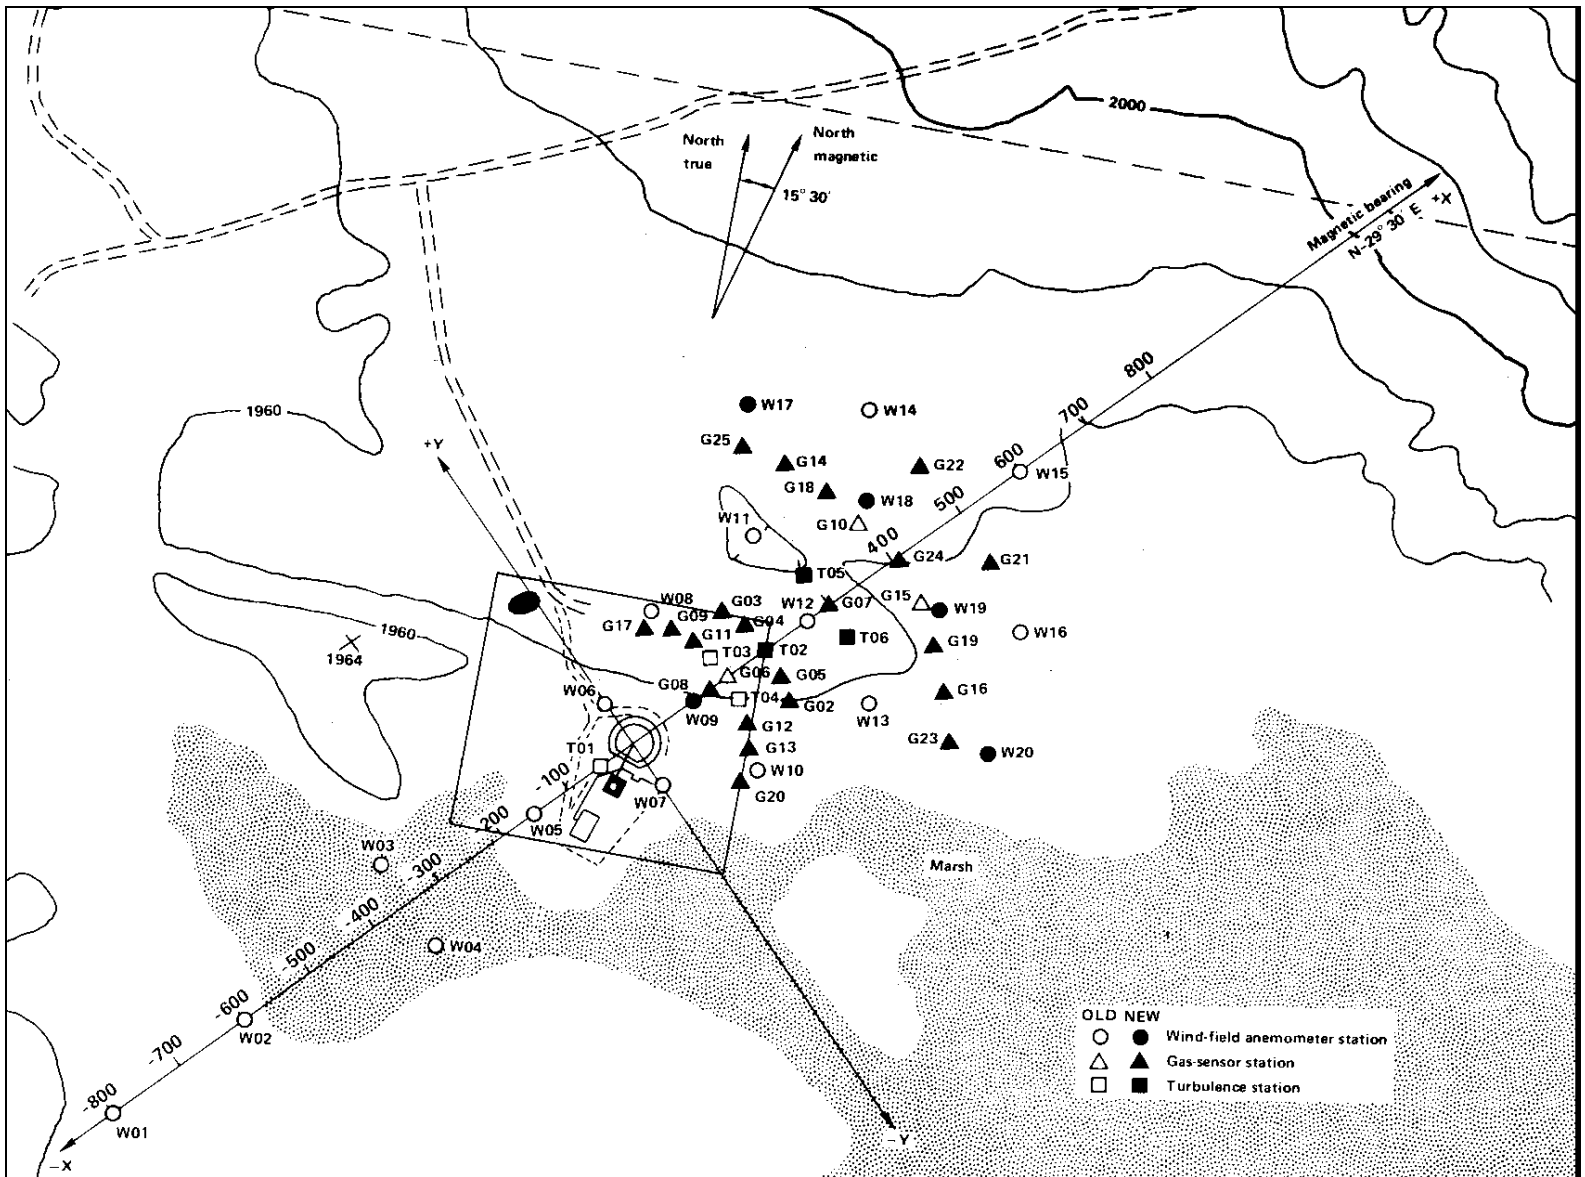 2000
North
true
North
magnetic
15° 30'
Magnetic bearing
N-29° 30' E +X
800
700
W17
W14
1960
+Y
G25
G14
G22
600
W15
G18
W18
500
W11
G10
400
G24
G21
T05
W08
G03
W12
G07
G15
W19
G17
G09
G04
W16
1960
G11
T06
G19
1964
T03
T02
G06
G05
G08
G16
W06
T04
G02
W09
W13
G12
G23
T01
G13
W20
-100
W10
W07
G20
-200
W05
W03
-300
Marsh
-400
W04
-500
-600
W02
-700
OLD NEW
Wind-field anemometer station
Gas-sensor station
Turbulence station
-800
W01
-Y
-X